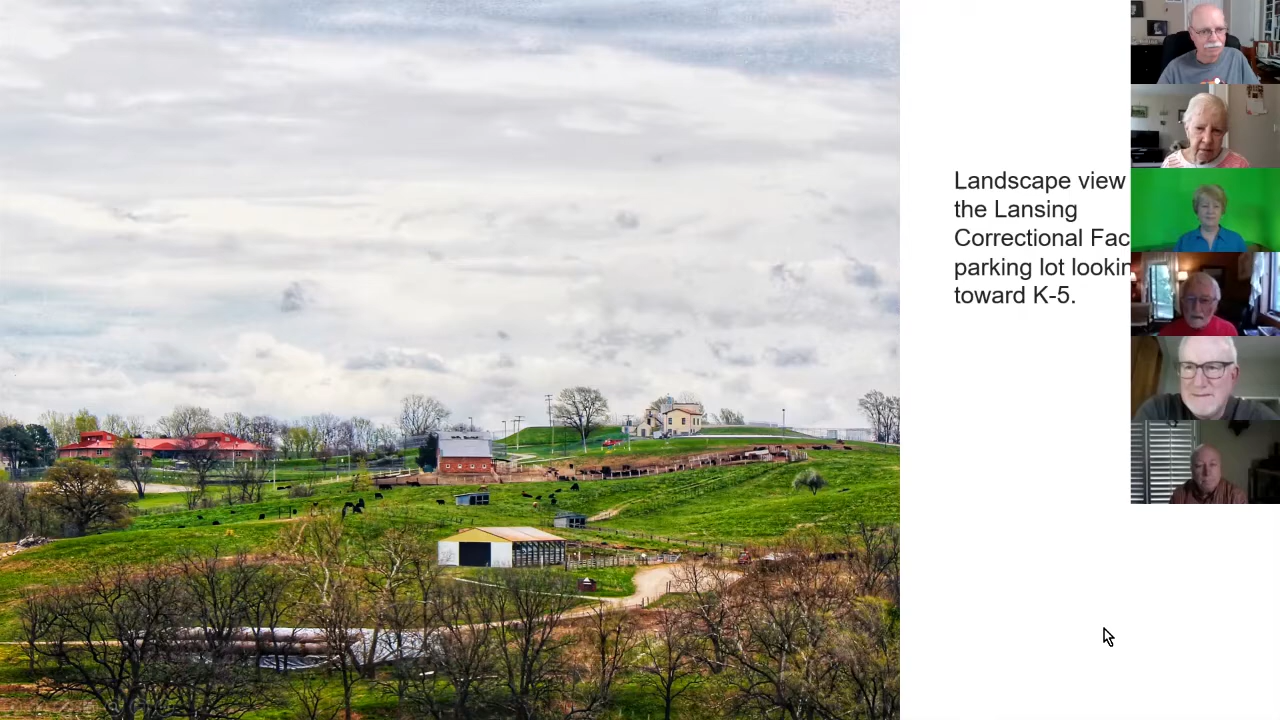 Landscape view
the Lansing
Correctional Fac
parking lot lookin
toward K-5.